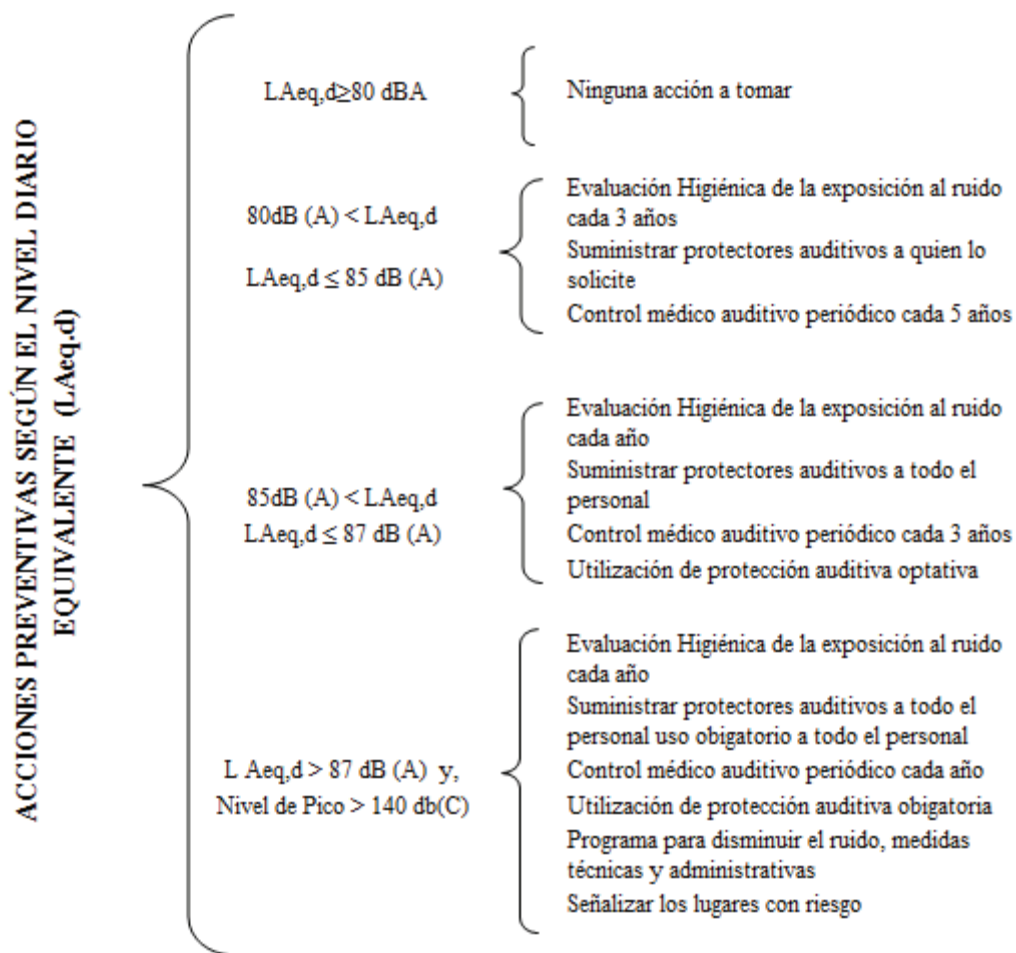 ACCIONES PREVENTIVAS SEGÚN EL NIVEL DIARIO
EQUIVALENTE (LAeq.d)
LAeq,d≥80 dBA
Ninguna acción a tomar
80dB (A) < LAeq,d
LAeq,d ≤ 85 dB (A)
Evaluación Higiénica de la exposición al ruido
cada 3 años
Suministrar protectores auditivos a quien lo
solicite
Control médico auditivo periódico cada 5 años
85dB (A) < LAeq,d
LAeq,d ≤ 87 dB (A)
Evaluación Higiénica de la exposición al ruido
cada año
Suministrar protectores auditivos a todo el
personal
Control médico auditivo periódico cada 3 años
Utilización de protección auditiva optativa
L Aeq,d > 87 dB (A) y,
Nivel de Pico > 140 db(C)
Evaluación Higiénica de la exposición al ruido
cada año
Suministrar protectores auditivos a todo el
personal uso obligatorio a todo el personal
Control médico auditivo periódico cada año
Utilización de protección auditiva obigatoria
Programa para disminuir el ruido, medidas
técnicas y administrativas
Señalizar los lugares con riesgo